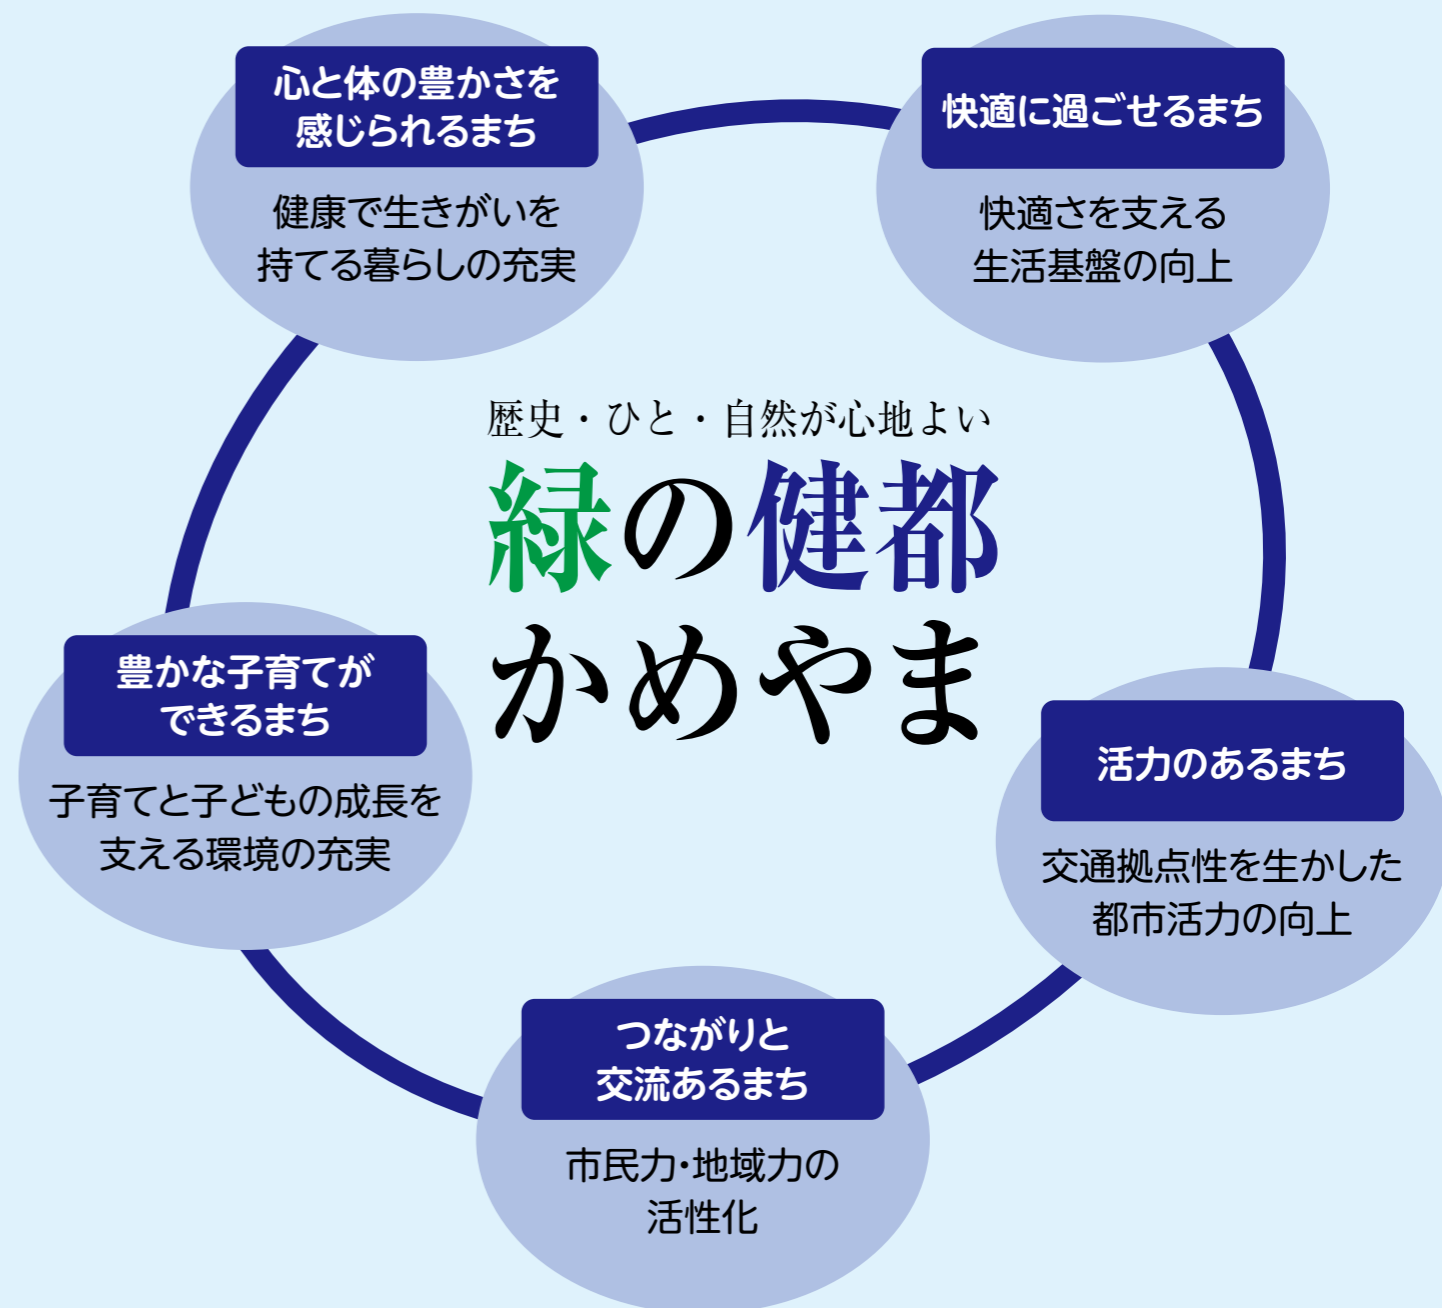 心と体の豊かさを
感じられるまち
健康で生きがいを
持てる暮らしの充実
快適に過ごせるまち
快適さを支える
生活基盤の向上
歴史・ひと・自然が心地よい
緑の健都
かめやま
豊かな子育てが
できるまち
子育てと子どもの成長を
支える環境の充実
活力のあるまち
交通拠点性を生かした
都市活力の向上
つながりと
交流あるまち
市民力・地域力の
活性化